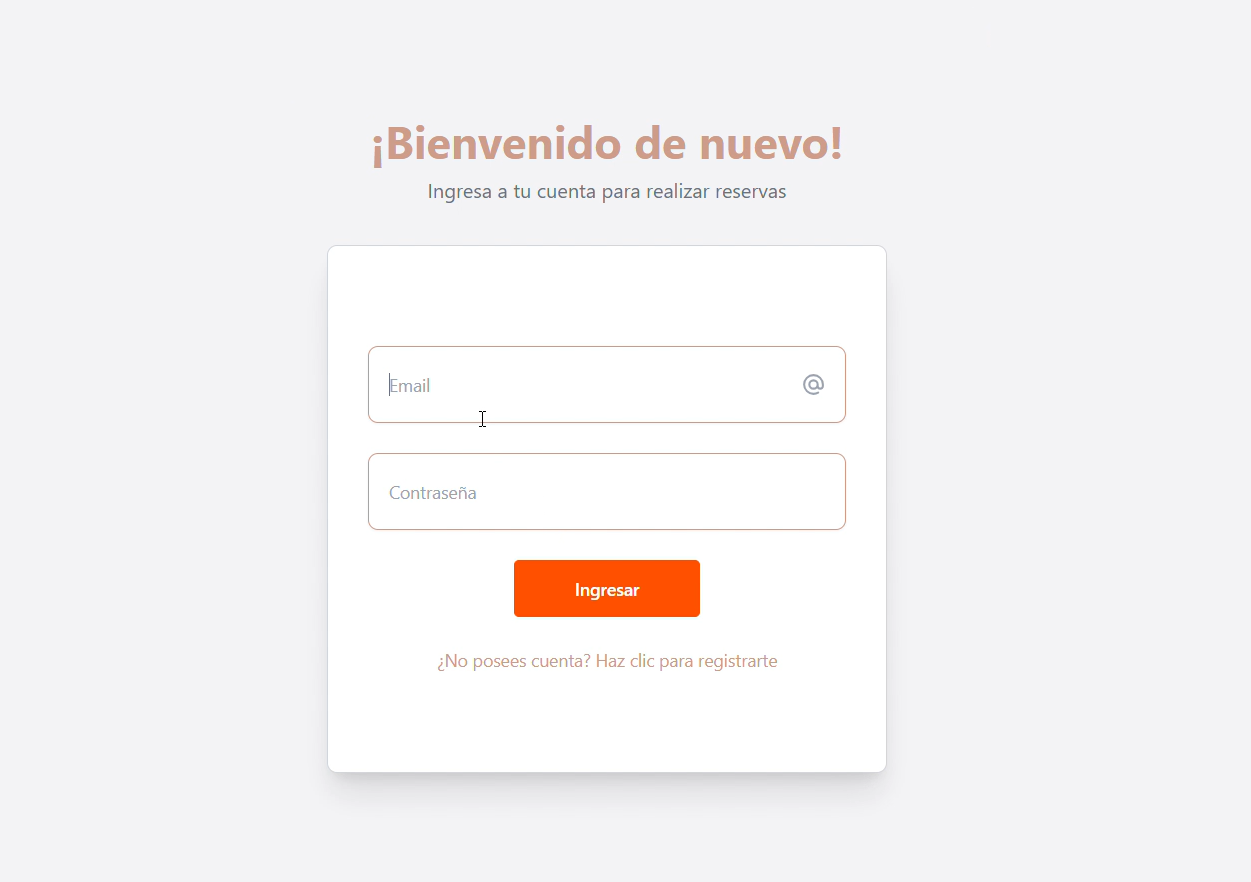 ¡Bienvenido de nuevo!
Ingresa a tu cuenta para realizar reservas
Email
Contraseña
Ingresar
¿No posees cuenta? Haz clic para registrarte